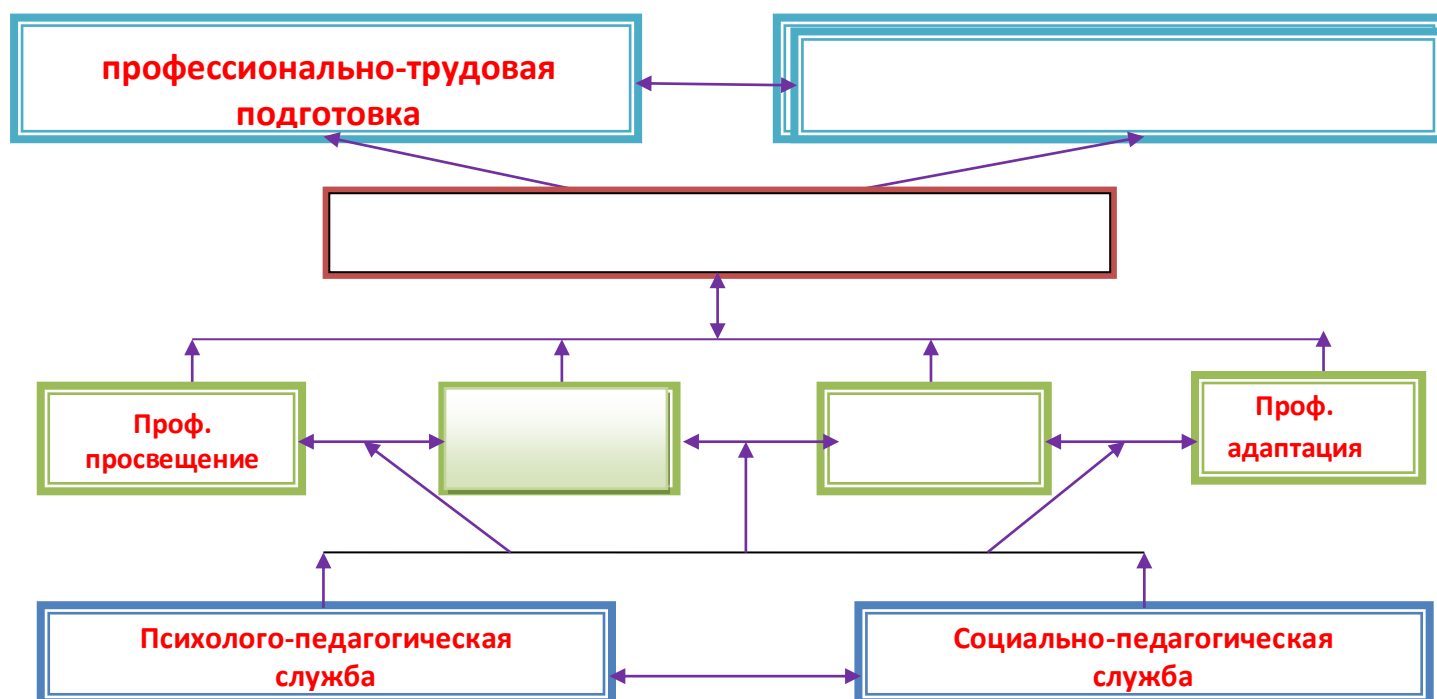 профессионально-трудовая
подготовка
Проф.
просвещение
Проф.
адаптация
Психолого-педагогическая
служба
Социально-педагогическая
служба